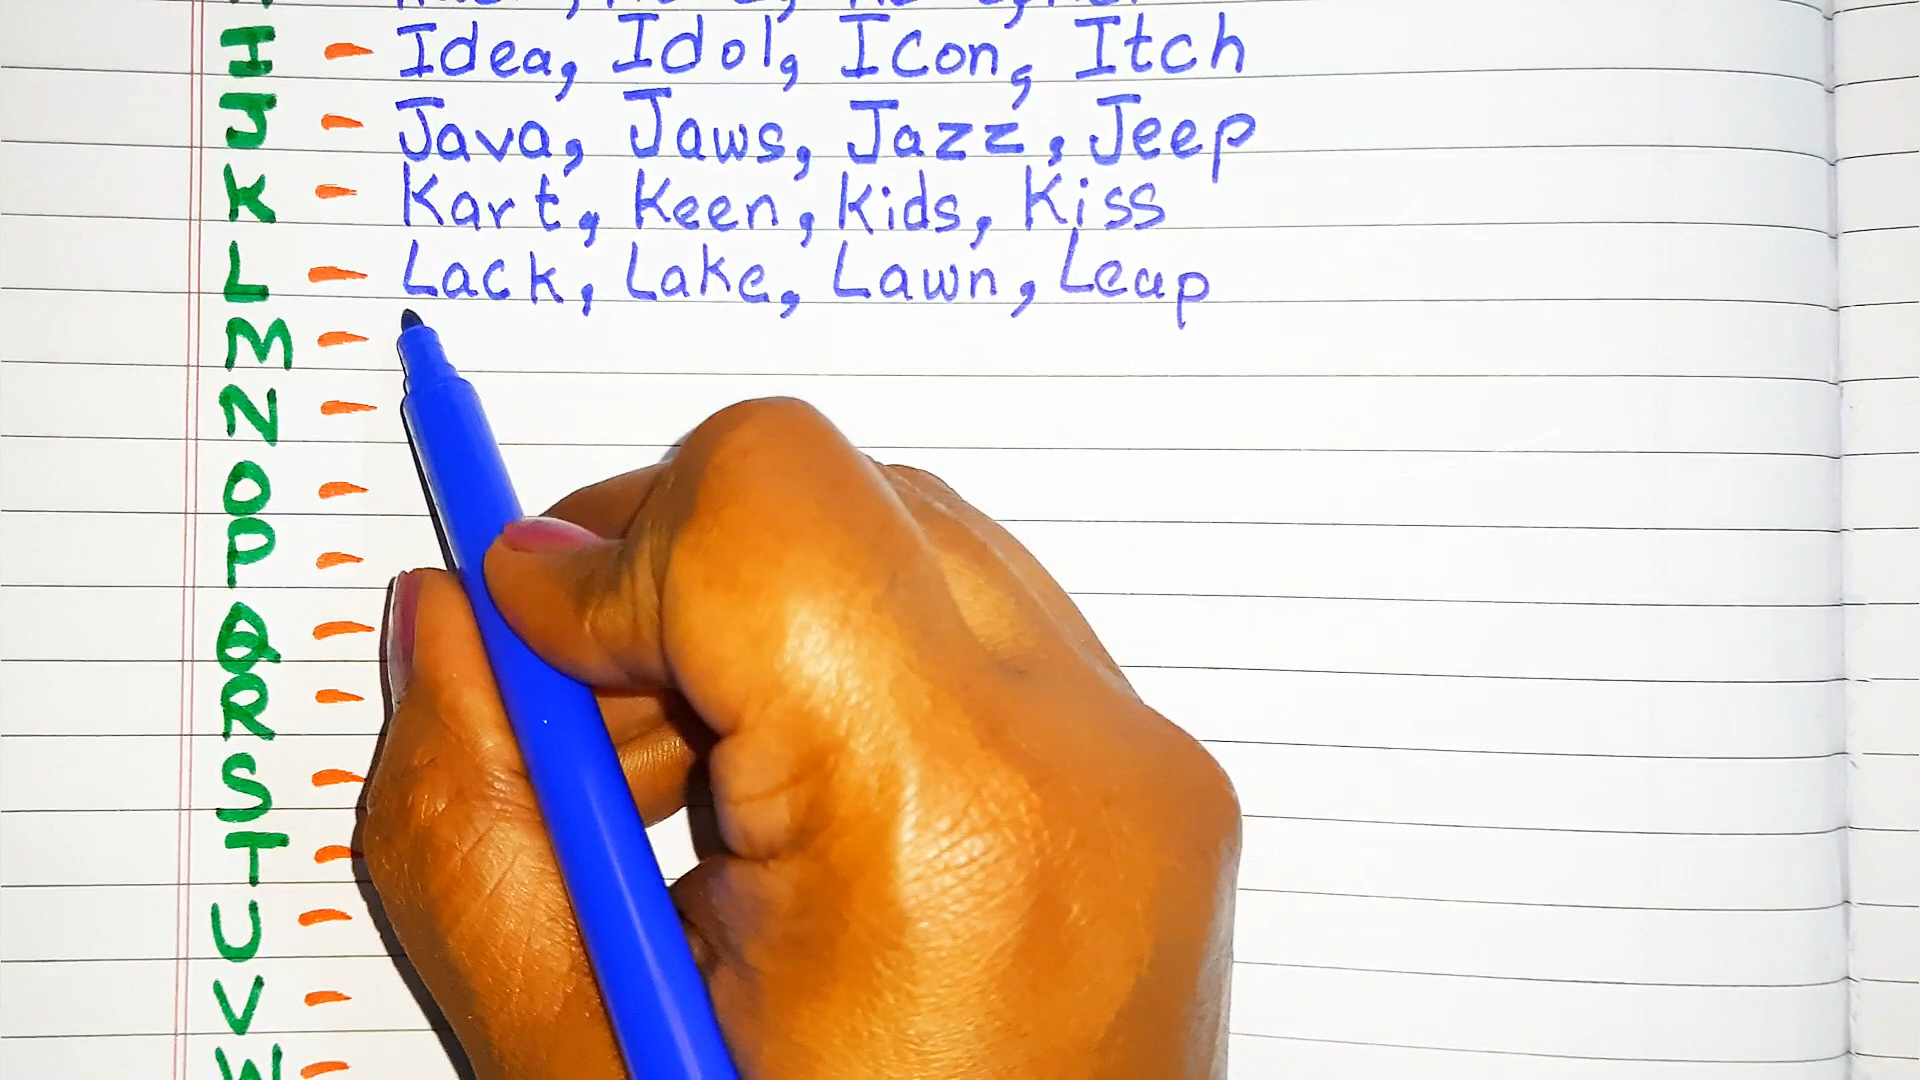 I - Idea, Idol, Icon, Itch
J - Java, Jaws, Jazz, Jeep
K - Kart, Keen, Kids, Kiss
L - Lack, Lake, Lawn, Leap
M -
N -
O -
P -
Q -
R -
S -
T -
U -
V -
W -